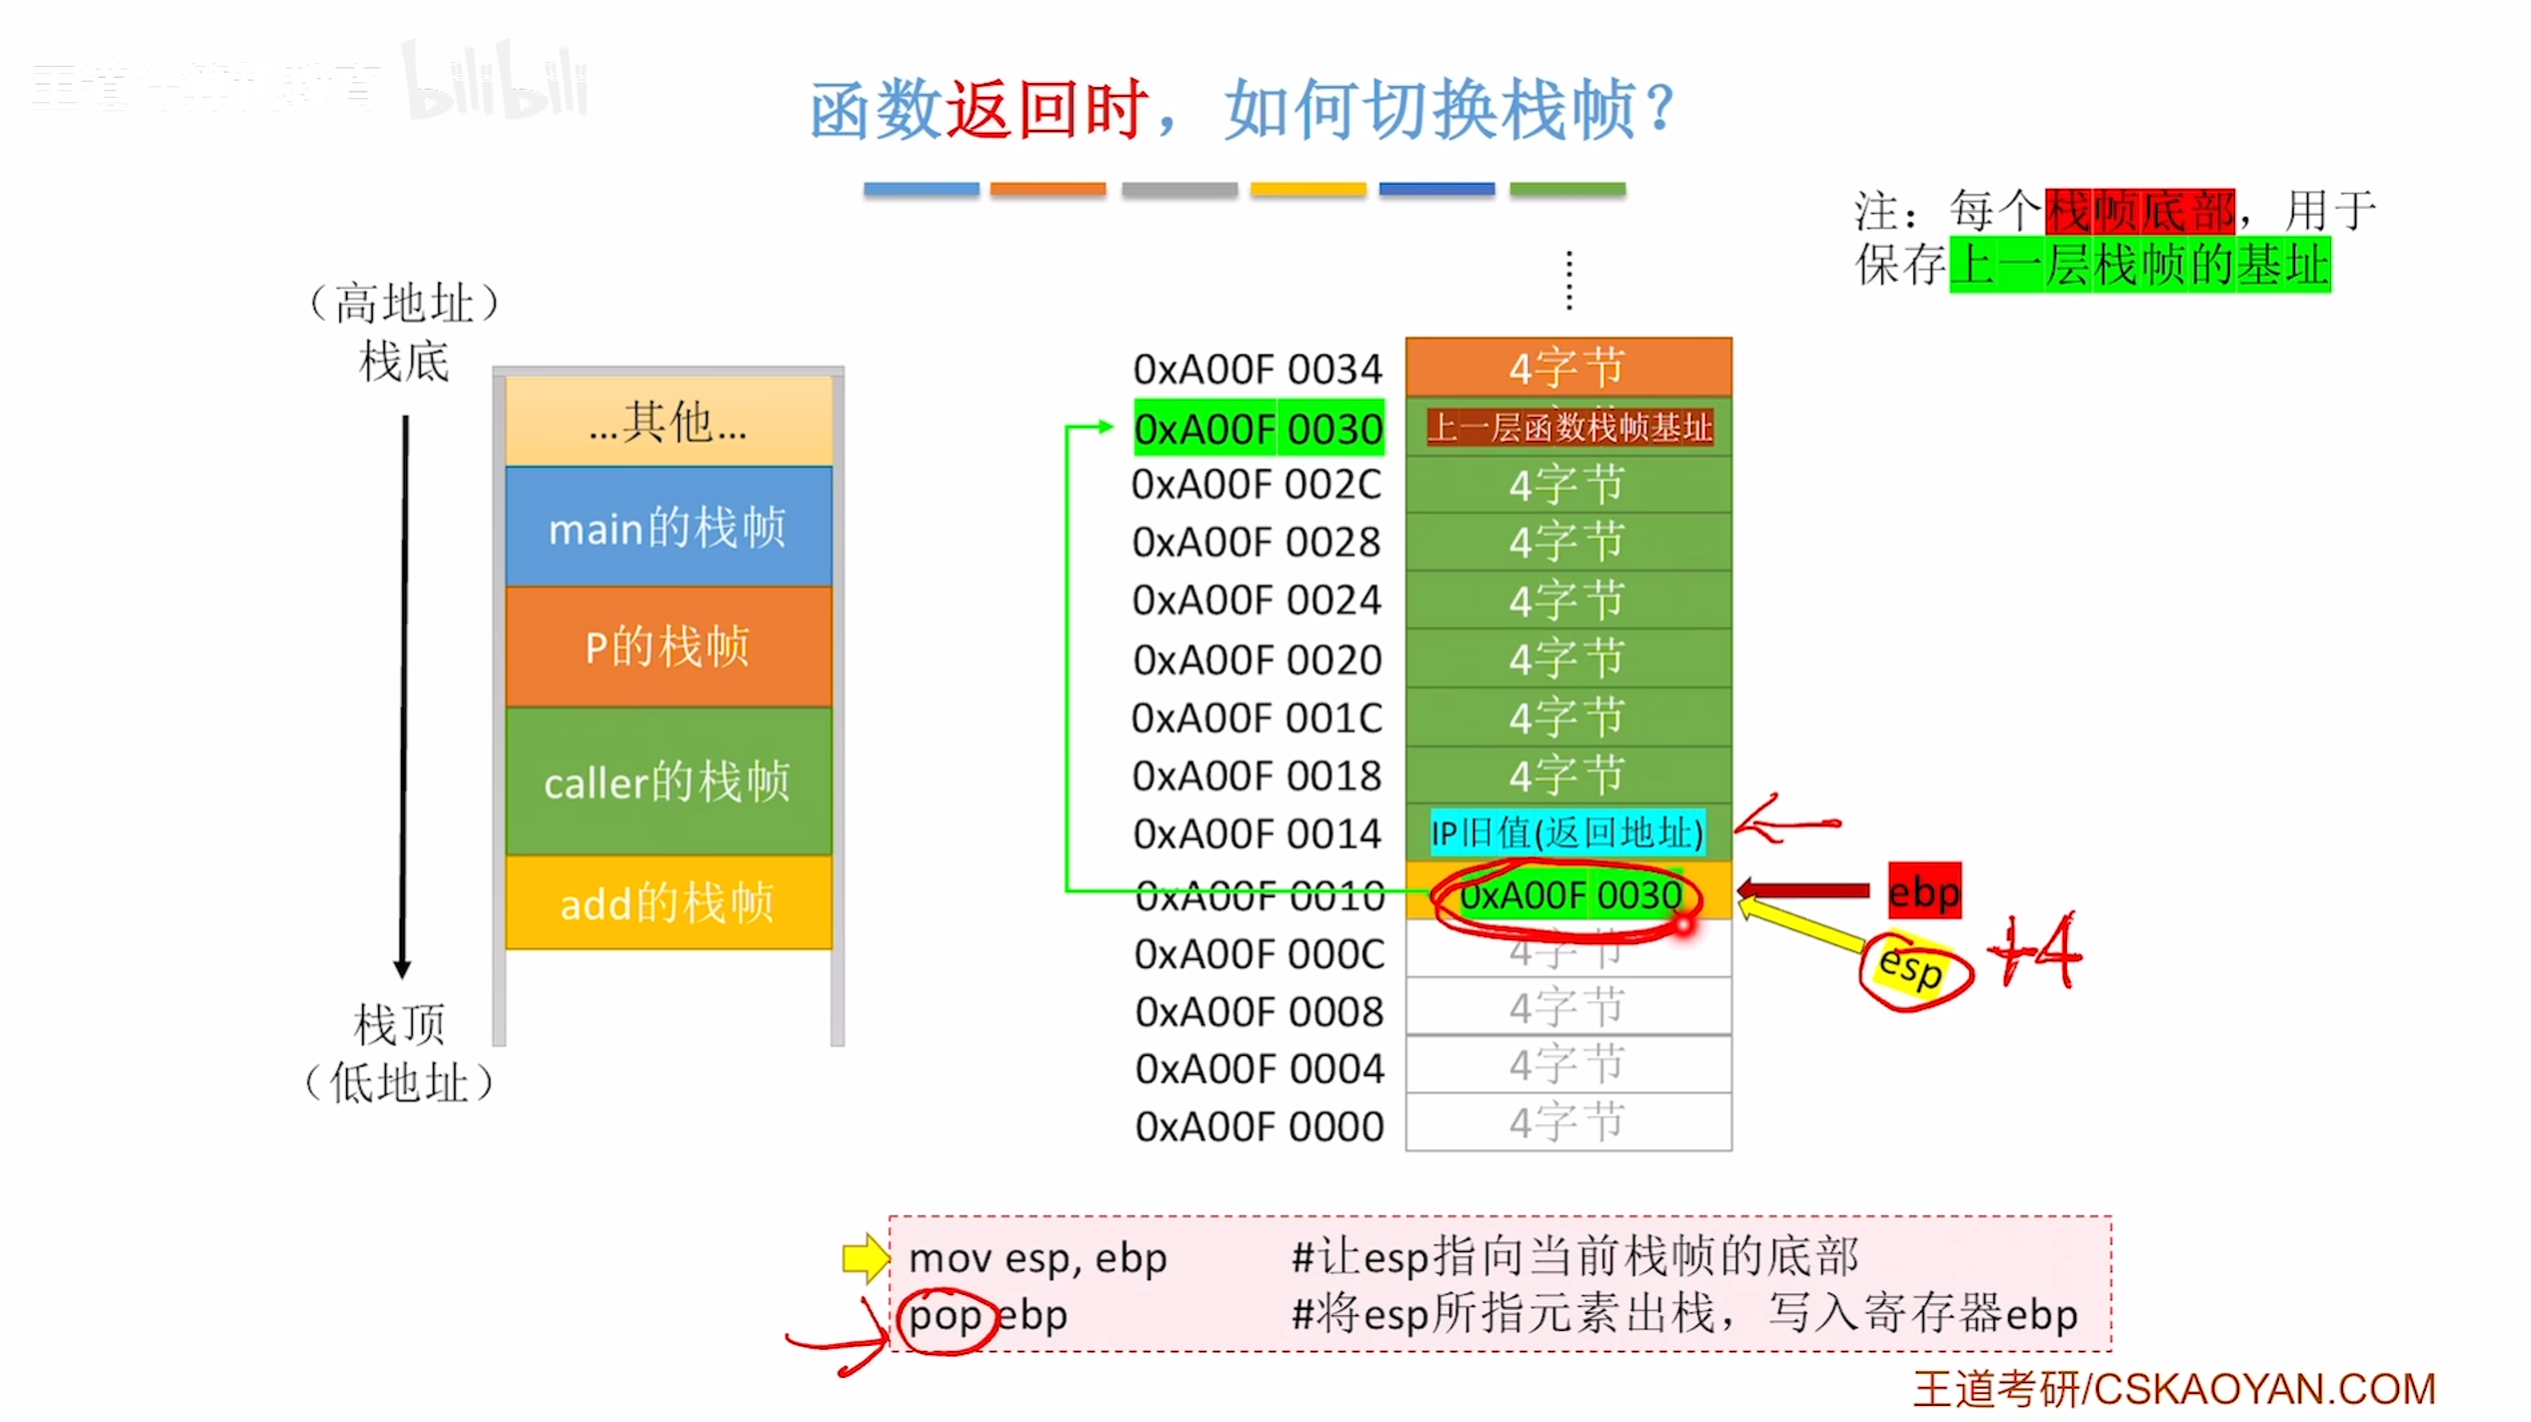 王道计算机教育 bilibili
函数返回时，如何切换栈帧？
注：每个栈帧底部，用于
保存上一层栈帧的基址
（高地址）
栈底
…其他…
main的栈帧
P的栈帧
caller的栈帧
add的栈帧
栈顶
（低地址）
0xA00F 0034 4字节
0xA00F 0030 上一层函数栈帧基址
0xA00F 002C 4字节
0xA00F 0028 4字节
0xA00F 0024 4字节
0xA00F 0020 4字节
0xA00F 001C 4字节
0xA00F 0018 4字节
0xA00F 0014 IP旧值(返回地址)
0xA00F 0010 0xA00F 0030 ebp
0xA00F 000C 4字节 esp +4
0xA00F 0008 4字节
0xA00F 0004 4字节
0xA00F 0000 4字节
mov esp, ebp #让esp指向当前栈帧的底部
pop ebp #将esp所指元素出栈，写入寄存器ebp
王道考研/CSKAOYAN.COM